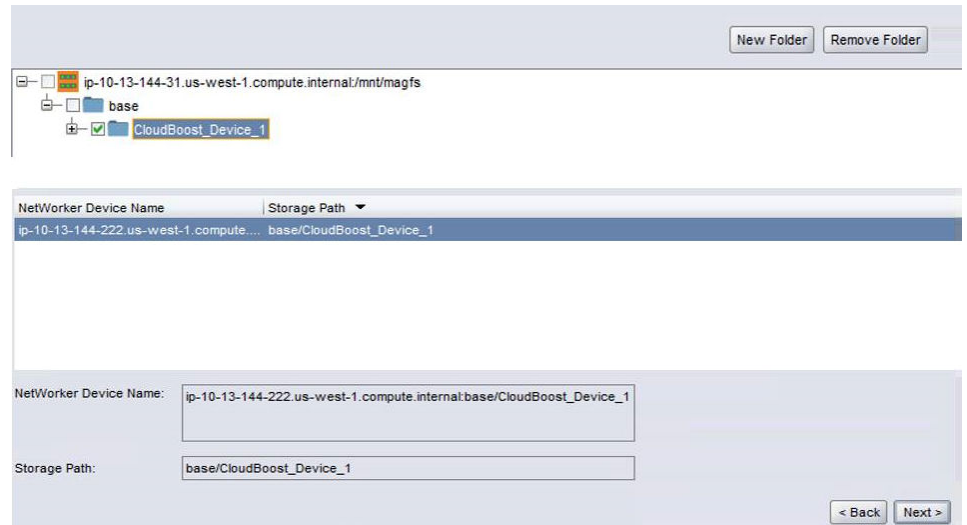 New Folder Remove Folder
ip-10-13-144-31.us-west-1.compute.internal:/mnt/magfs
base
CloudBoost_Device_1
NetWorker Device Name Storage Path
ip-10-13-144-222.us-west-1.compute.... base/CloudBoost_Device_1
NetWorker Device Name: ip-10-13-144-222.us-west-1.compute.internal:base/CloudBoost_Device_1
Storage Path: base/CloudBoost_Device_1
< Back Next >